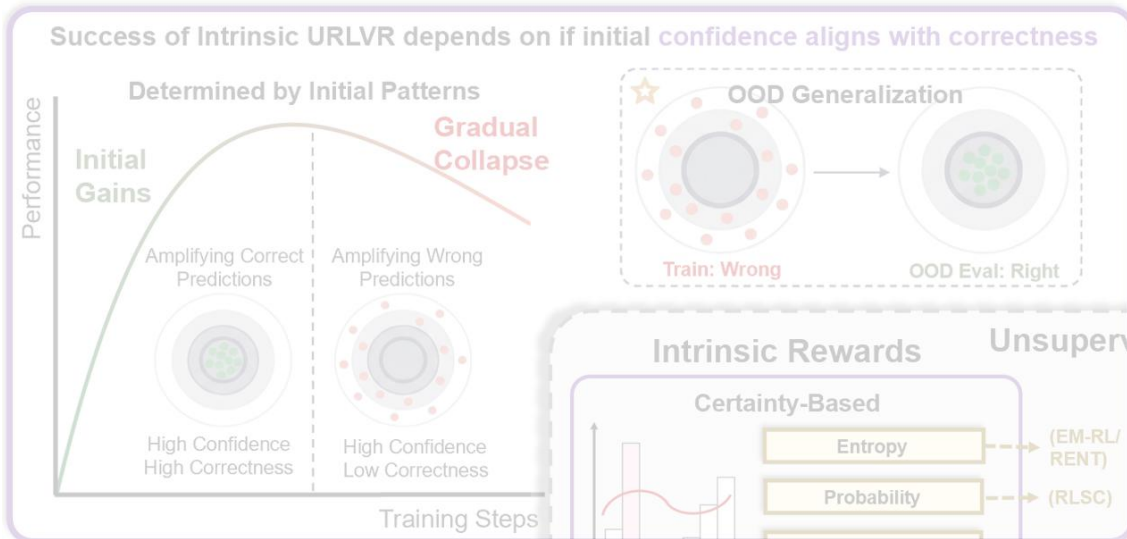 Success of Intrinsic URLVR depends on if initial confidence aligns with correctness
Determined by Initial Patterns
Performance
Initial
Gains
Gradual
Collapse
Amplifying Correct
Predictions
Amplifying Wrong
Predictions
High Confidence
High Correctness
High Confidence
Low Correctness
Training Steps
OOD Generalization
Train: Wrong
OOD Eval: Right
Unsuperv
Intrinsic Rewards
Certainty-Based
Entropy
(EM-RL/
RENT)
Probability
(RLSC)